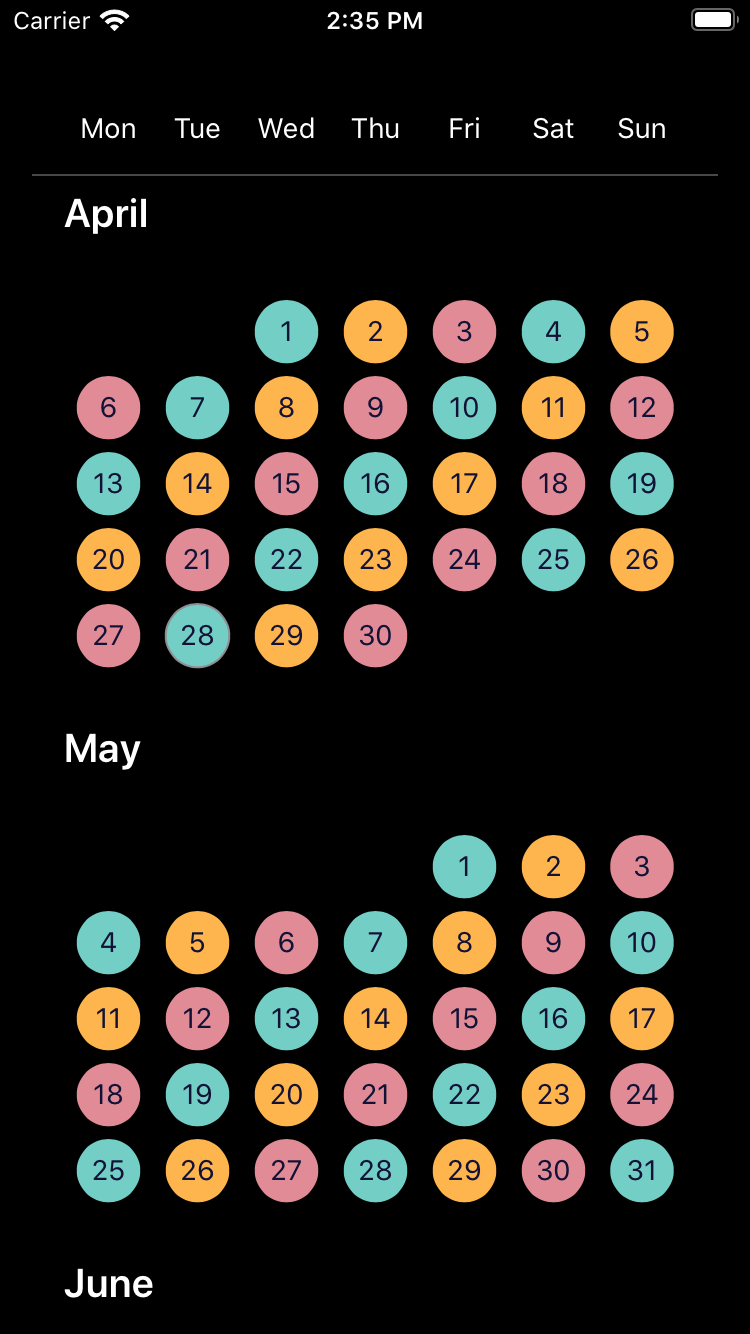 Carrier 2:35 PM
Mon Tue Wed Thu Fri Sat Sun
April
1 2 3 4 5
6 7 8 9 10 11 12
13 14 15 16 17 18 19
20 21 22 23 24 25 26
27 28 29 30
May
1 2 3
4 5 6 7 8 9 10
11 12 13 14 15 16 17
18 19 20 21 22 23 24
25 26 27 28 29 30 31
June